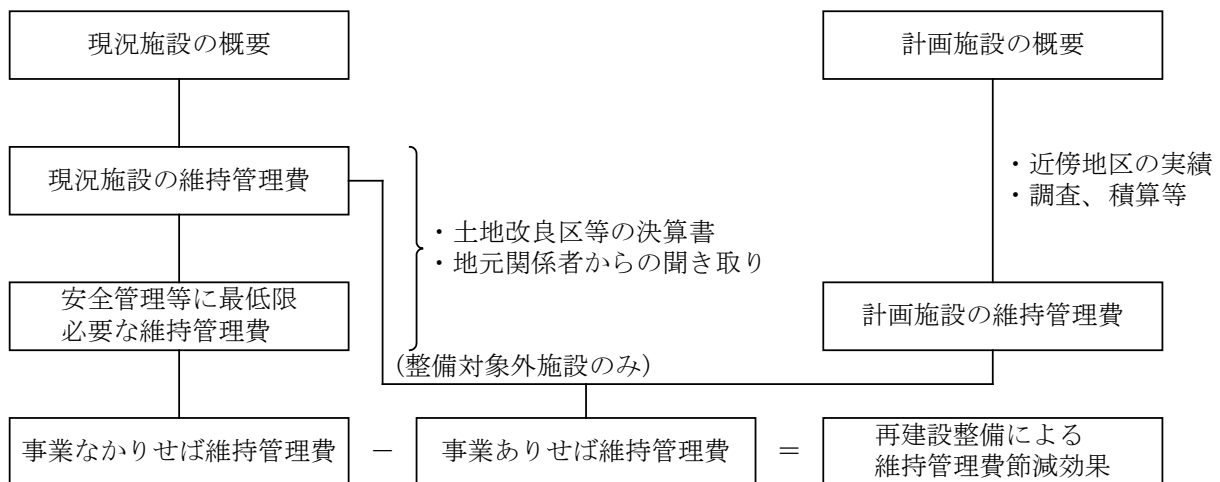 現況施設の概要
計画施設の概要
現況施設の維持管理費
・近傍地区の実績
・調査、積算等
・土地改良区等の決算書
・地元関係者からの聞き取り
安全管理等に最低限
必要な維持管理費
計画施設の維持管理費
(整備対象外施設のみ)
事業なかりせば維持管理費 － 事業ありせば維持管理費 ＝ 再建設整備による
維持管理費節減効果